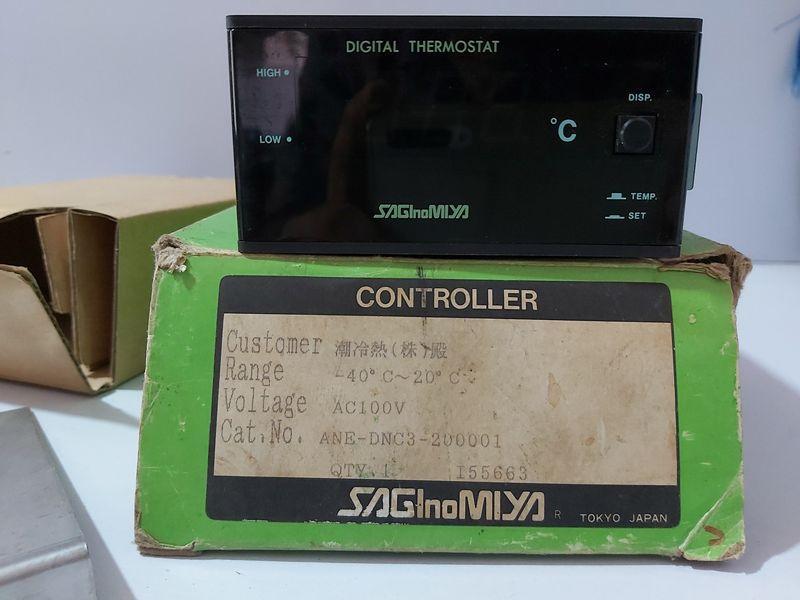 DIGITAL THERMOSTAT
HIGH
DISP.
LOW
°C
TEMP.
SAGInoMIYA
SET
CONTROLLER
Customer 潮冷熱(株)殿
Range -40°C～20°C
Voltage AC100V
Cat.No. ANE-DNC3-200001
QTY.1 I55663
SAGInoMIYA R TOKYO JAPAN